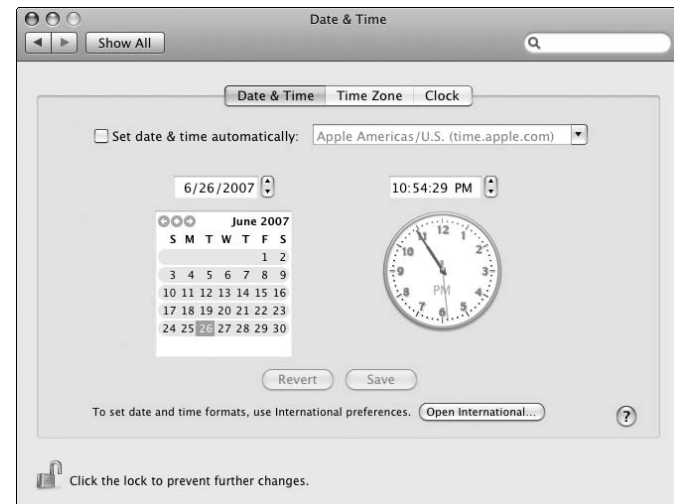 Date & Time
Show All
Date & Time Time Zone Clock
Set date & time automatically: Apple Americas/U.S. (time.apple.com)
6/26/2007 10:54:29 PM
June 2007
S M T W T F S
1 2
3 4 5 6 7 8 9
10 11 12 13 14 15 16
17 18 19 20 21 22 23
24 25 26 27 28 29 30
12 1 2 3 4 5 6 7 8 9 10 11
PM
Revert Save
To set date and time formats, use International preferences. Open International... ?
Click the lock to prevent further changes.